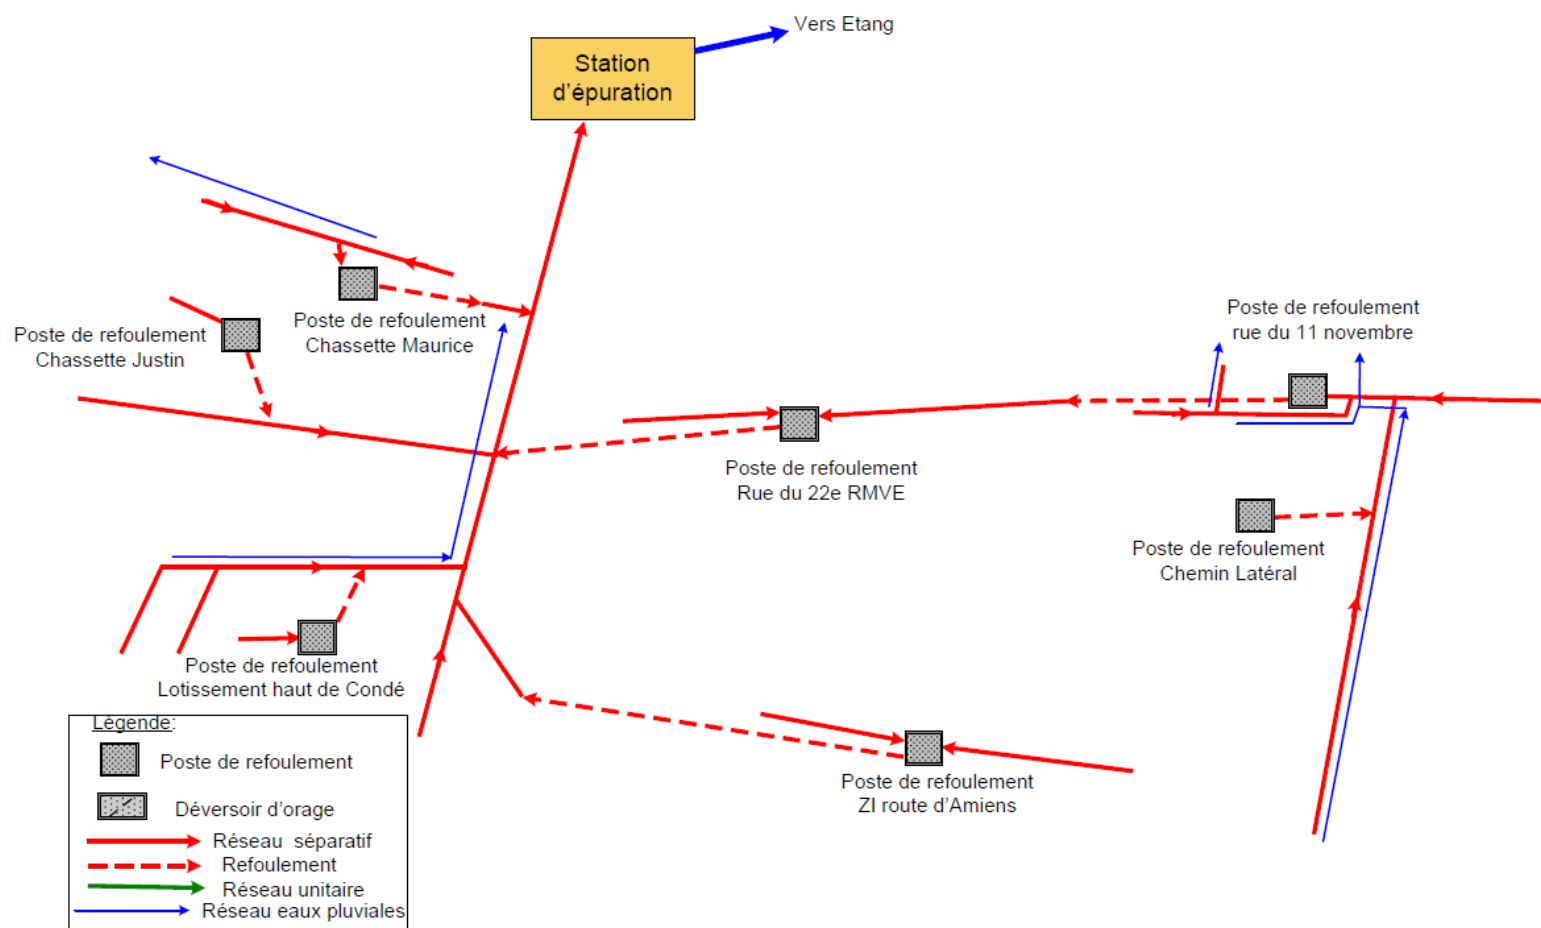 Vers Etang
Station
d'épuration
Poste de refoulement
Chassette Maurice
Poste de refoulement
Chassette Justin
Poste de refoulement
rue du 11 novembre
Poste de refoulement
Rue du 22e RMVE
Poste de refoulement
Chemin Latéral
Poste de refoulement
Lotissement haut de Condé
Poste de refoulement
ZI route d'Amiens
Légende:
Poste de refoulement
Déversoir d'orage
Réseau séparatif
Refoulement
Réseau unitaire
Réseau eaux pluviales